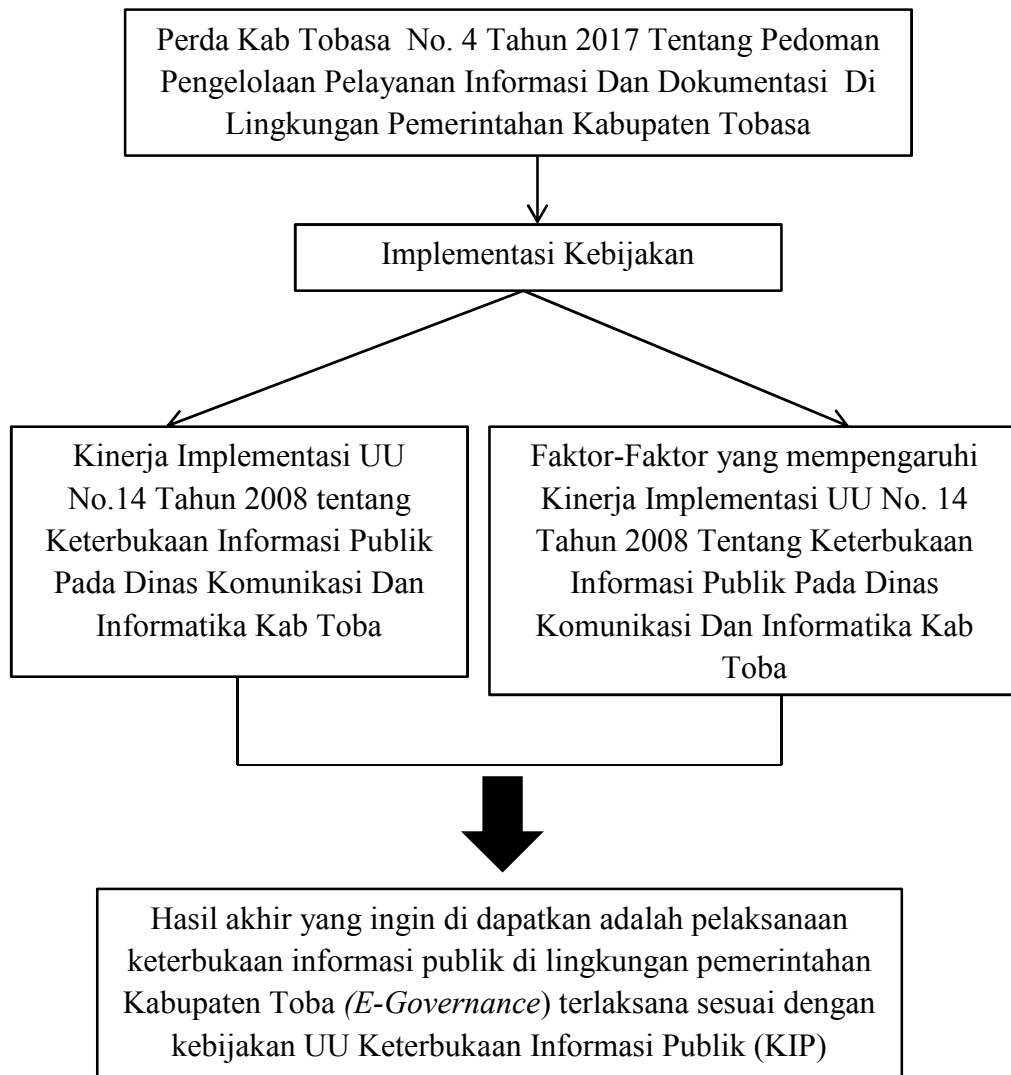 Perda Kab Tobasa No. 4 Tahun 2017 Tentang Pedoman
Pengelolaan Pelayanan Informasi Dan Dokumentasi Di
Lingkungan Pemerintahan Kabupaten Tobasa
Implementasi Kebijakan
Kinerja Implementasi UU
No.14 Tahun 2008 tentang
Keterbukaan Informasi Publik
Pada Dinas Komunikasi Dan
Informatika Kab Toba
Faktor-Faktor yang mempengaruhi
Kinerja Implementasi UU No. 14
Tahun 2008 Tentang Keterbukaan
Informasi Publik Pada Dinas
Komunikasi Dan Informatika Kab
Toba
Hasil akhir yang ingin di dapatkan adalah pelaksanaan
keterbukaan informasi publik di lingkungan pemerintahan
Kabupaten Toba (E-Governance) terlaksana sesuai dengan
kebijakan UU Keterbukaan Informasi Publik (KIP)